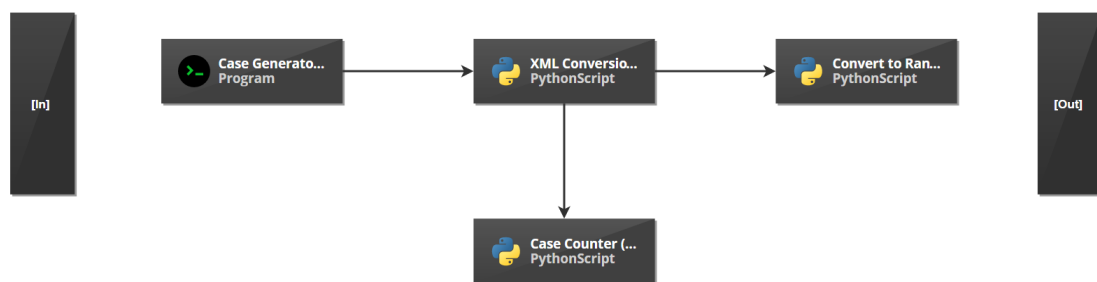 [In]
Case Generato...
Program
XML Conversio...
PythonScript
Convert to Ran...
PythonScript
[Out]
Case Counter (...
PythonScript